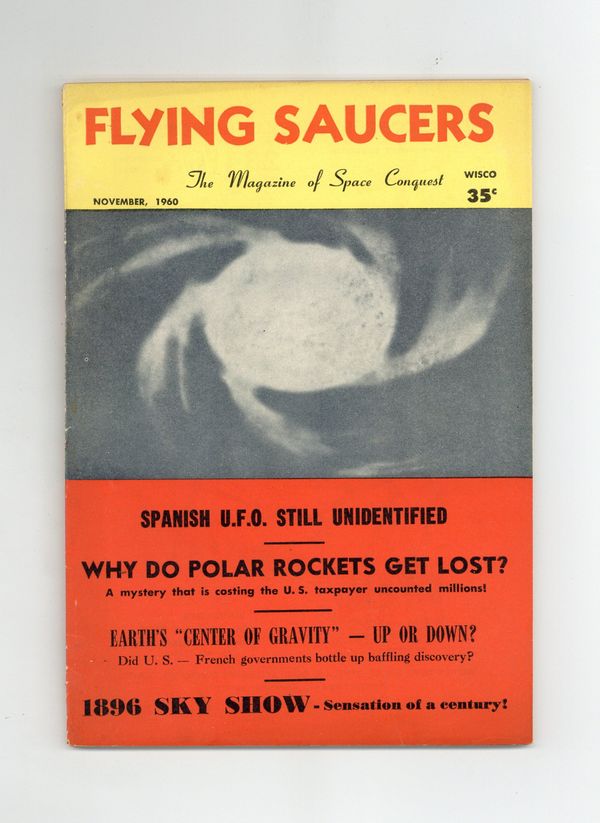 FLYING SAUCERS
The Magazine of Space Conquest
WISCO
35¢
NOVEMBER, 1960
SPANISH U.F.O. STILL UNIDENTIFIED
WHY DO POLAR ROCKETS GET LOST?
A mystery that is costing the U. S. taxpayer uncounted millions!
EARTH'S "CENTER OF GRAVITY" — UP OR DOWN?
Did U. S. — French governments bottle up baffling discovery?
1896 SKY SHOW - Sensation of a century!